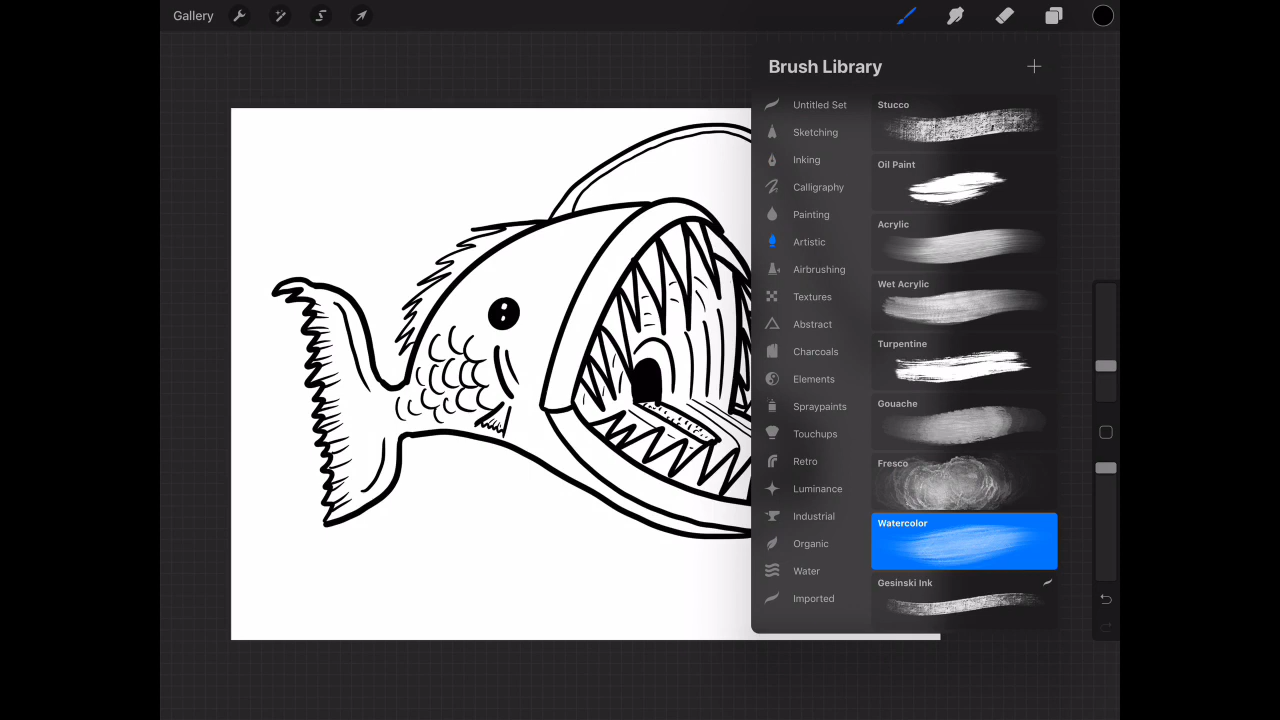 Gallery
Brush Library
Untitled Set
Sketching
Inking
Calligraphy
Painting
Artistic
Airbrushing
Textures
Abstract
Charcoals
Elements
Spraypaints
Touchups
Retro
Luminance
Industrial
Organic
Water
Imported
Stucco
Oil Paint
Acrylic
Wet Acrylic
Turpentine
Gouache
Fresco
Watercolor
Gesinski Ink